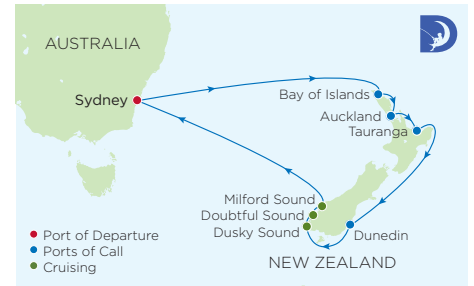 AUSTRALIA
Sydney
Bay of Islands
Auckland
Tauranga
Milford Sound
Doubtful Sound
Dusky Sound
Dunedin
NEW ZEALAND
Port of Departure
Ports of Call
Cruising